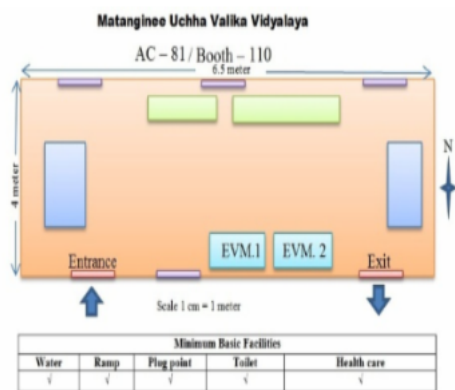 Matanginee Uchha Valika Vidyalaya
AC – 81 / Booth – 110
6.5 meter
4 meter
N
EVM.1
EVM. 2
Entrance
Exit
Scale 1 cm = 1 meter
Minimum Basic Facilities
Water Ramp Plog point Toilet Health care
√ √ √ √ √